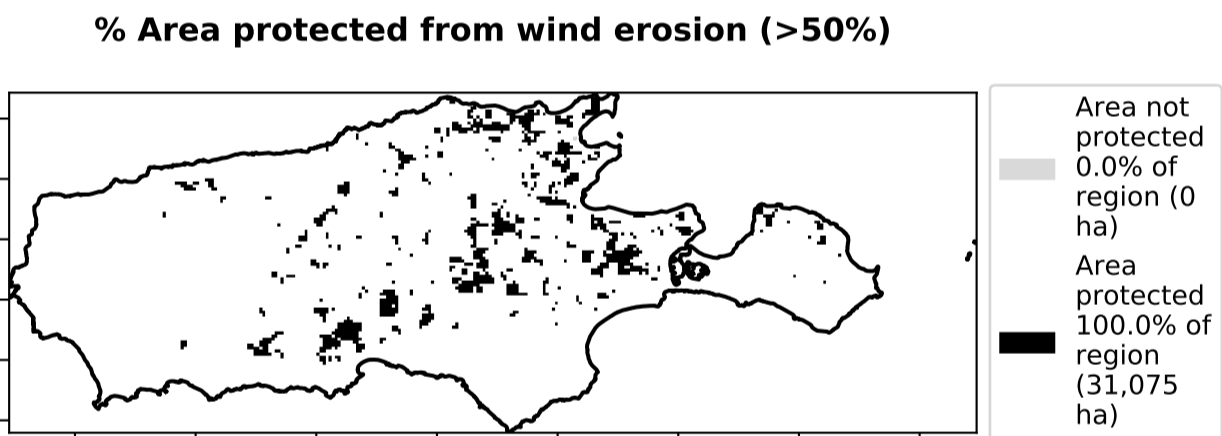 % Area protected from wind erosion (>50%)
Area not
protected
0.0% of
region (0
ha)
Area
protected
100.0% of
region
(31,075
ha)